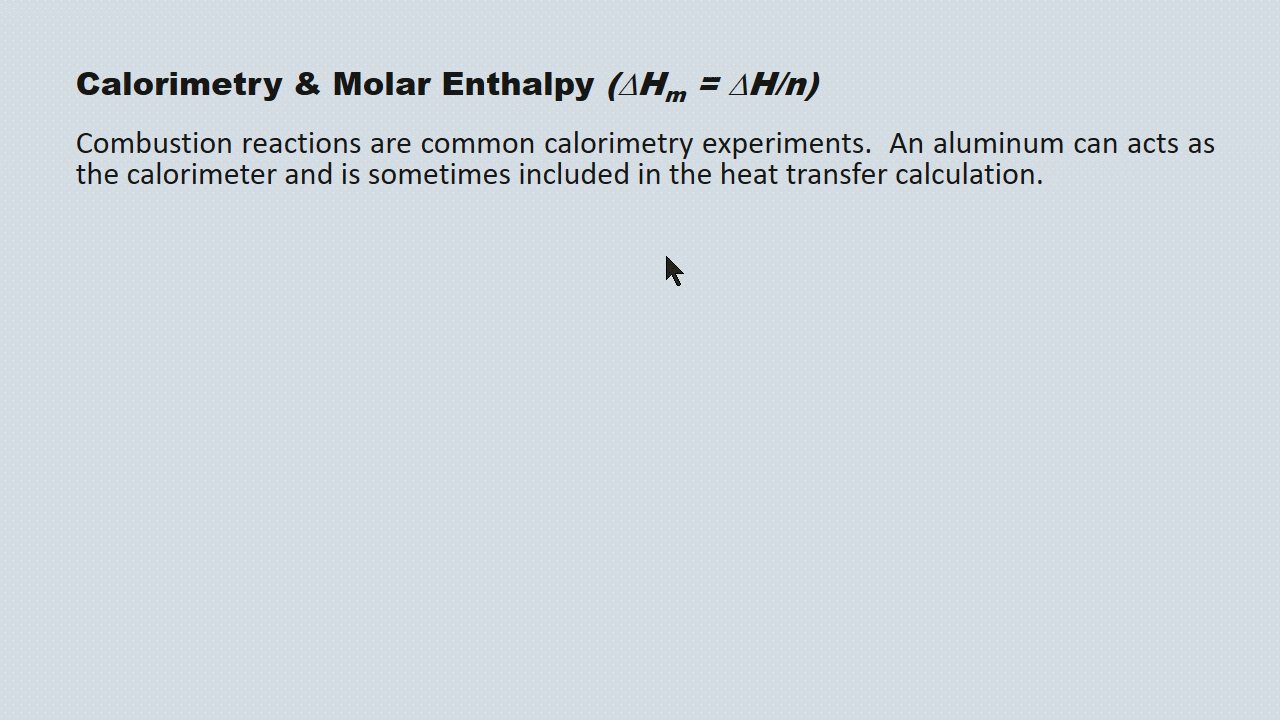 Calorimetry & Molar Enthalpy (ΔHₘ = ΔH/n)
Combustion reactions are common calorimetry experiments.  An aluminum can acts as
the calorimeter and is sometimes included in the heat transfer calculation.